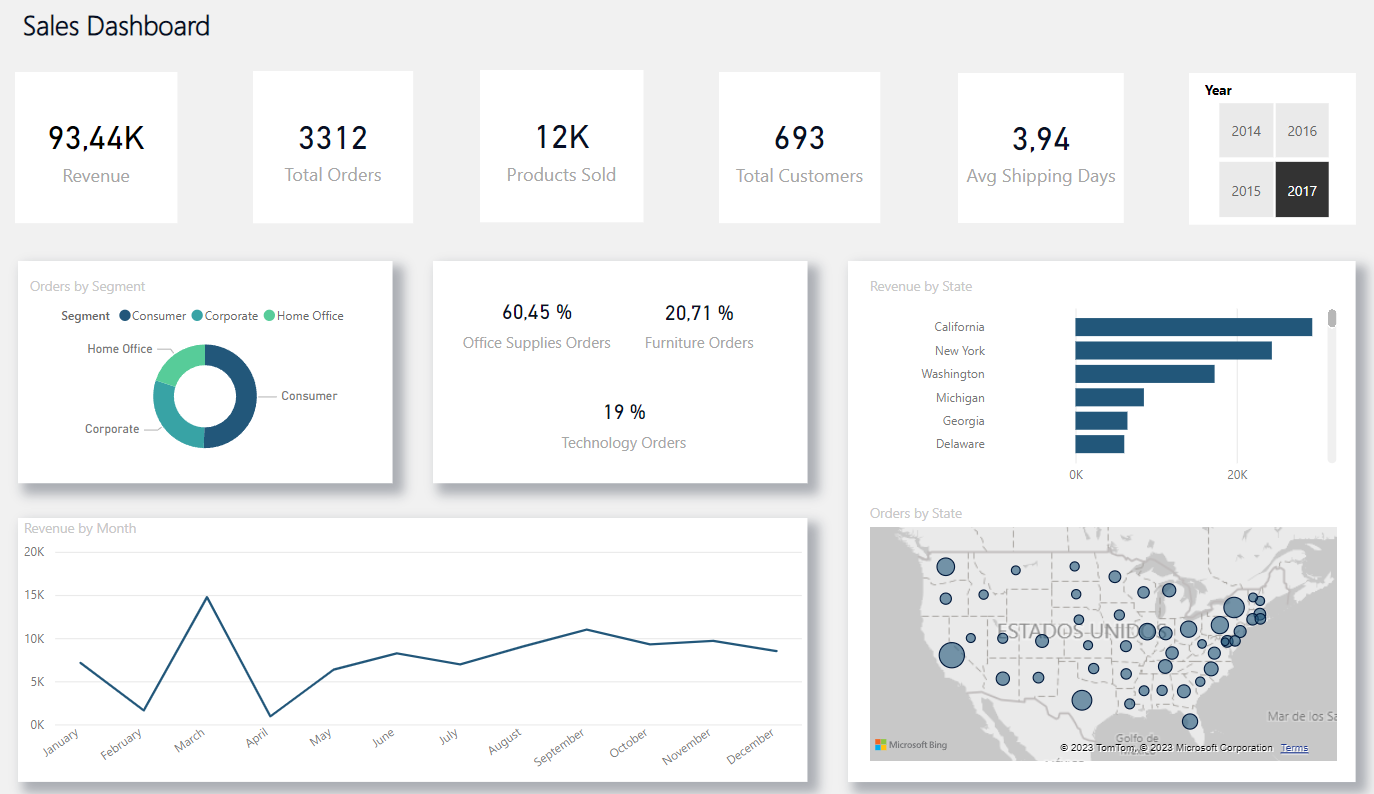 Sales Dashboard
93,44K
Revenue
3312
Total Orders
12K
Products Sold
693
Total Customers
3,94
Avg Shipping Days
Year
2014 2016
2015 2017
Orders by Segment
Segment Consumer Corporate Home Office
Home Office
Consumer
Corporate
60,45 %
Office Supplies Orders
20,71 %
Furniture Orders
19 %
Technology Orders
Revenue by State
California
New York
Washington
Michigan
Georgia
Delaware
0K 20K
Revenue by Month
20K
15K
10K
5K
0K
January February March April May June July August September October November December
Orders by State
ESTADOS UNID
Mar de los Sa
Golfo de
Microsoft Bing
© 2023 TomTom, © 2023 Microsoft Corporation Terms